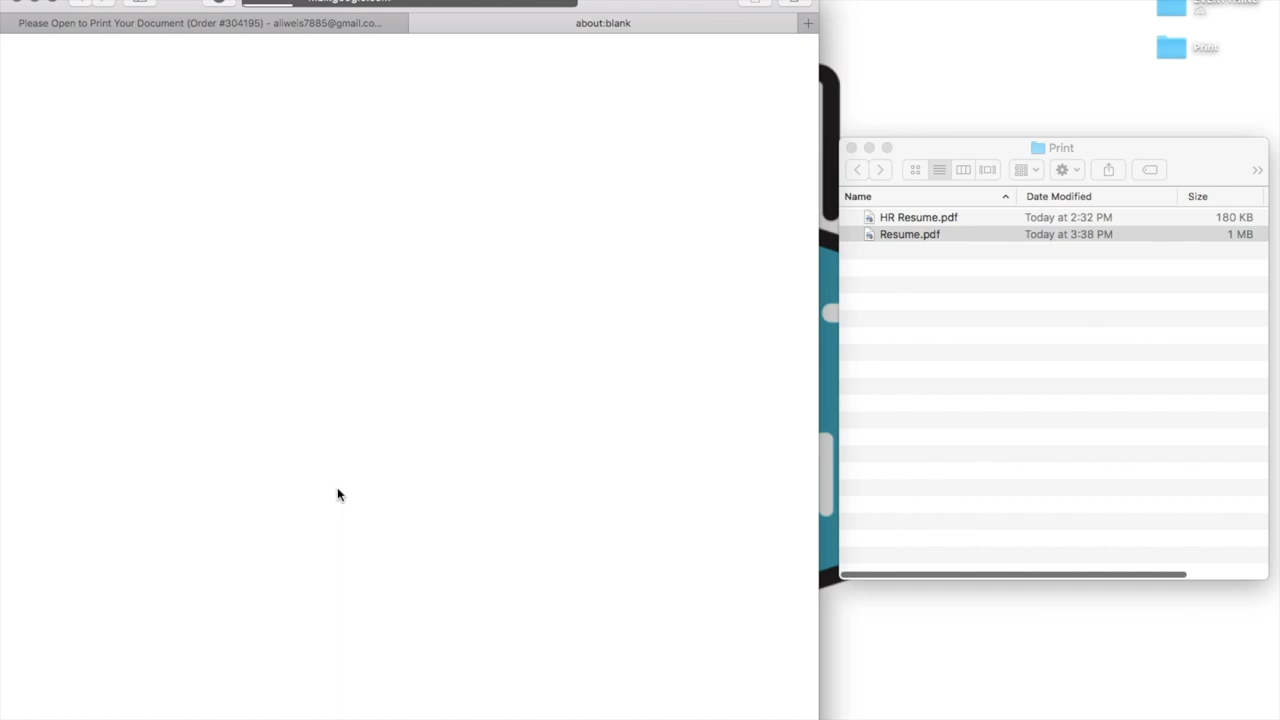 Please Open to Print Your Document (Order #304195) - aliweis7885@gmail.co...
about:blank
Print
Print
Name
Date Modified
Size
HR Resume.pdf
Today at 2:32 PM
180 KB
Resume.pdf
Today at 3:38 PM
1 MB